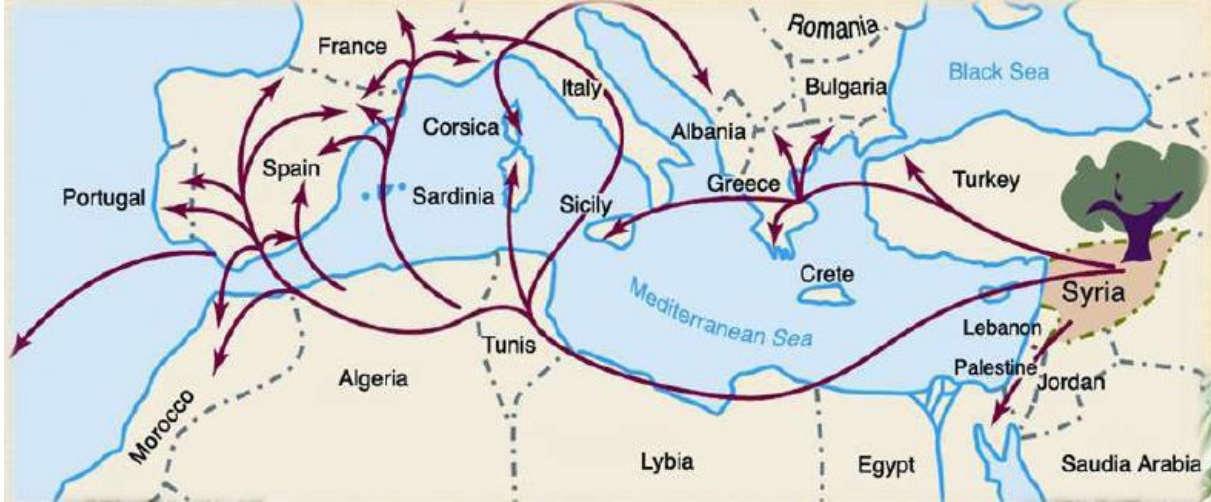 Romania
France
Black Sea
Bulgaria
Italy
Corsica
Albania
Spain
Turkey
Greece
Portugal
Sardinia
Sicily
Crete
Syria
Mediterranean Sea
Lebanon
Tunis
Palestine
Algeria
Jordan
Morocco
Lybia
Egypt
Saudia Arabia